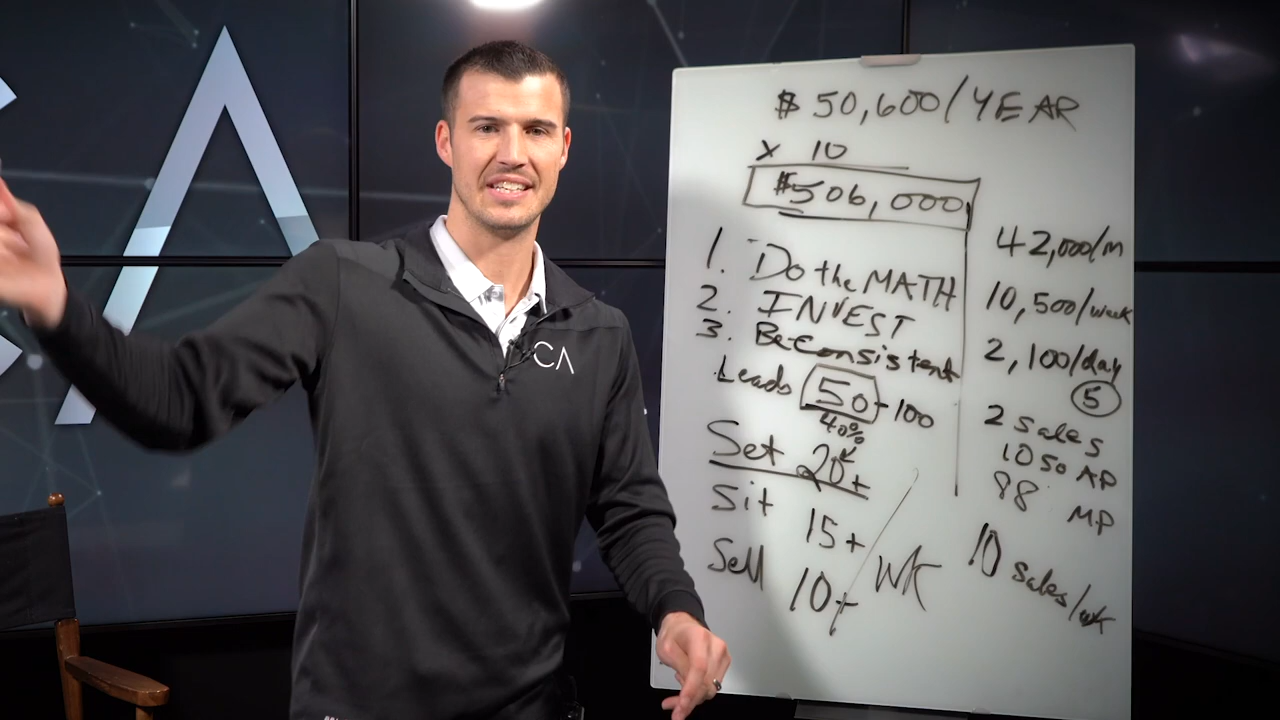 CA
CA
$50,600/YEAR
x 10
$506,000
1. Do the MATH
2. INVEST
3. Be Consistent
Leads 50-100
40%
Set 20+
Sit 15+
Sell 10+/WK
42,000/m
10,500/week
2,100/day
5
2 sales
1050 AP
88 MP
10 sales/wk